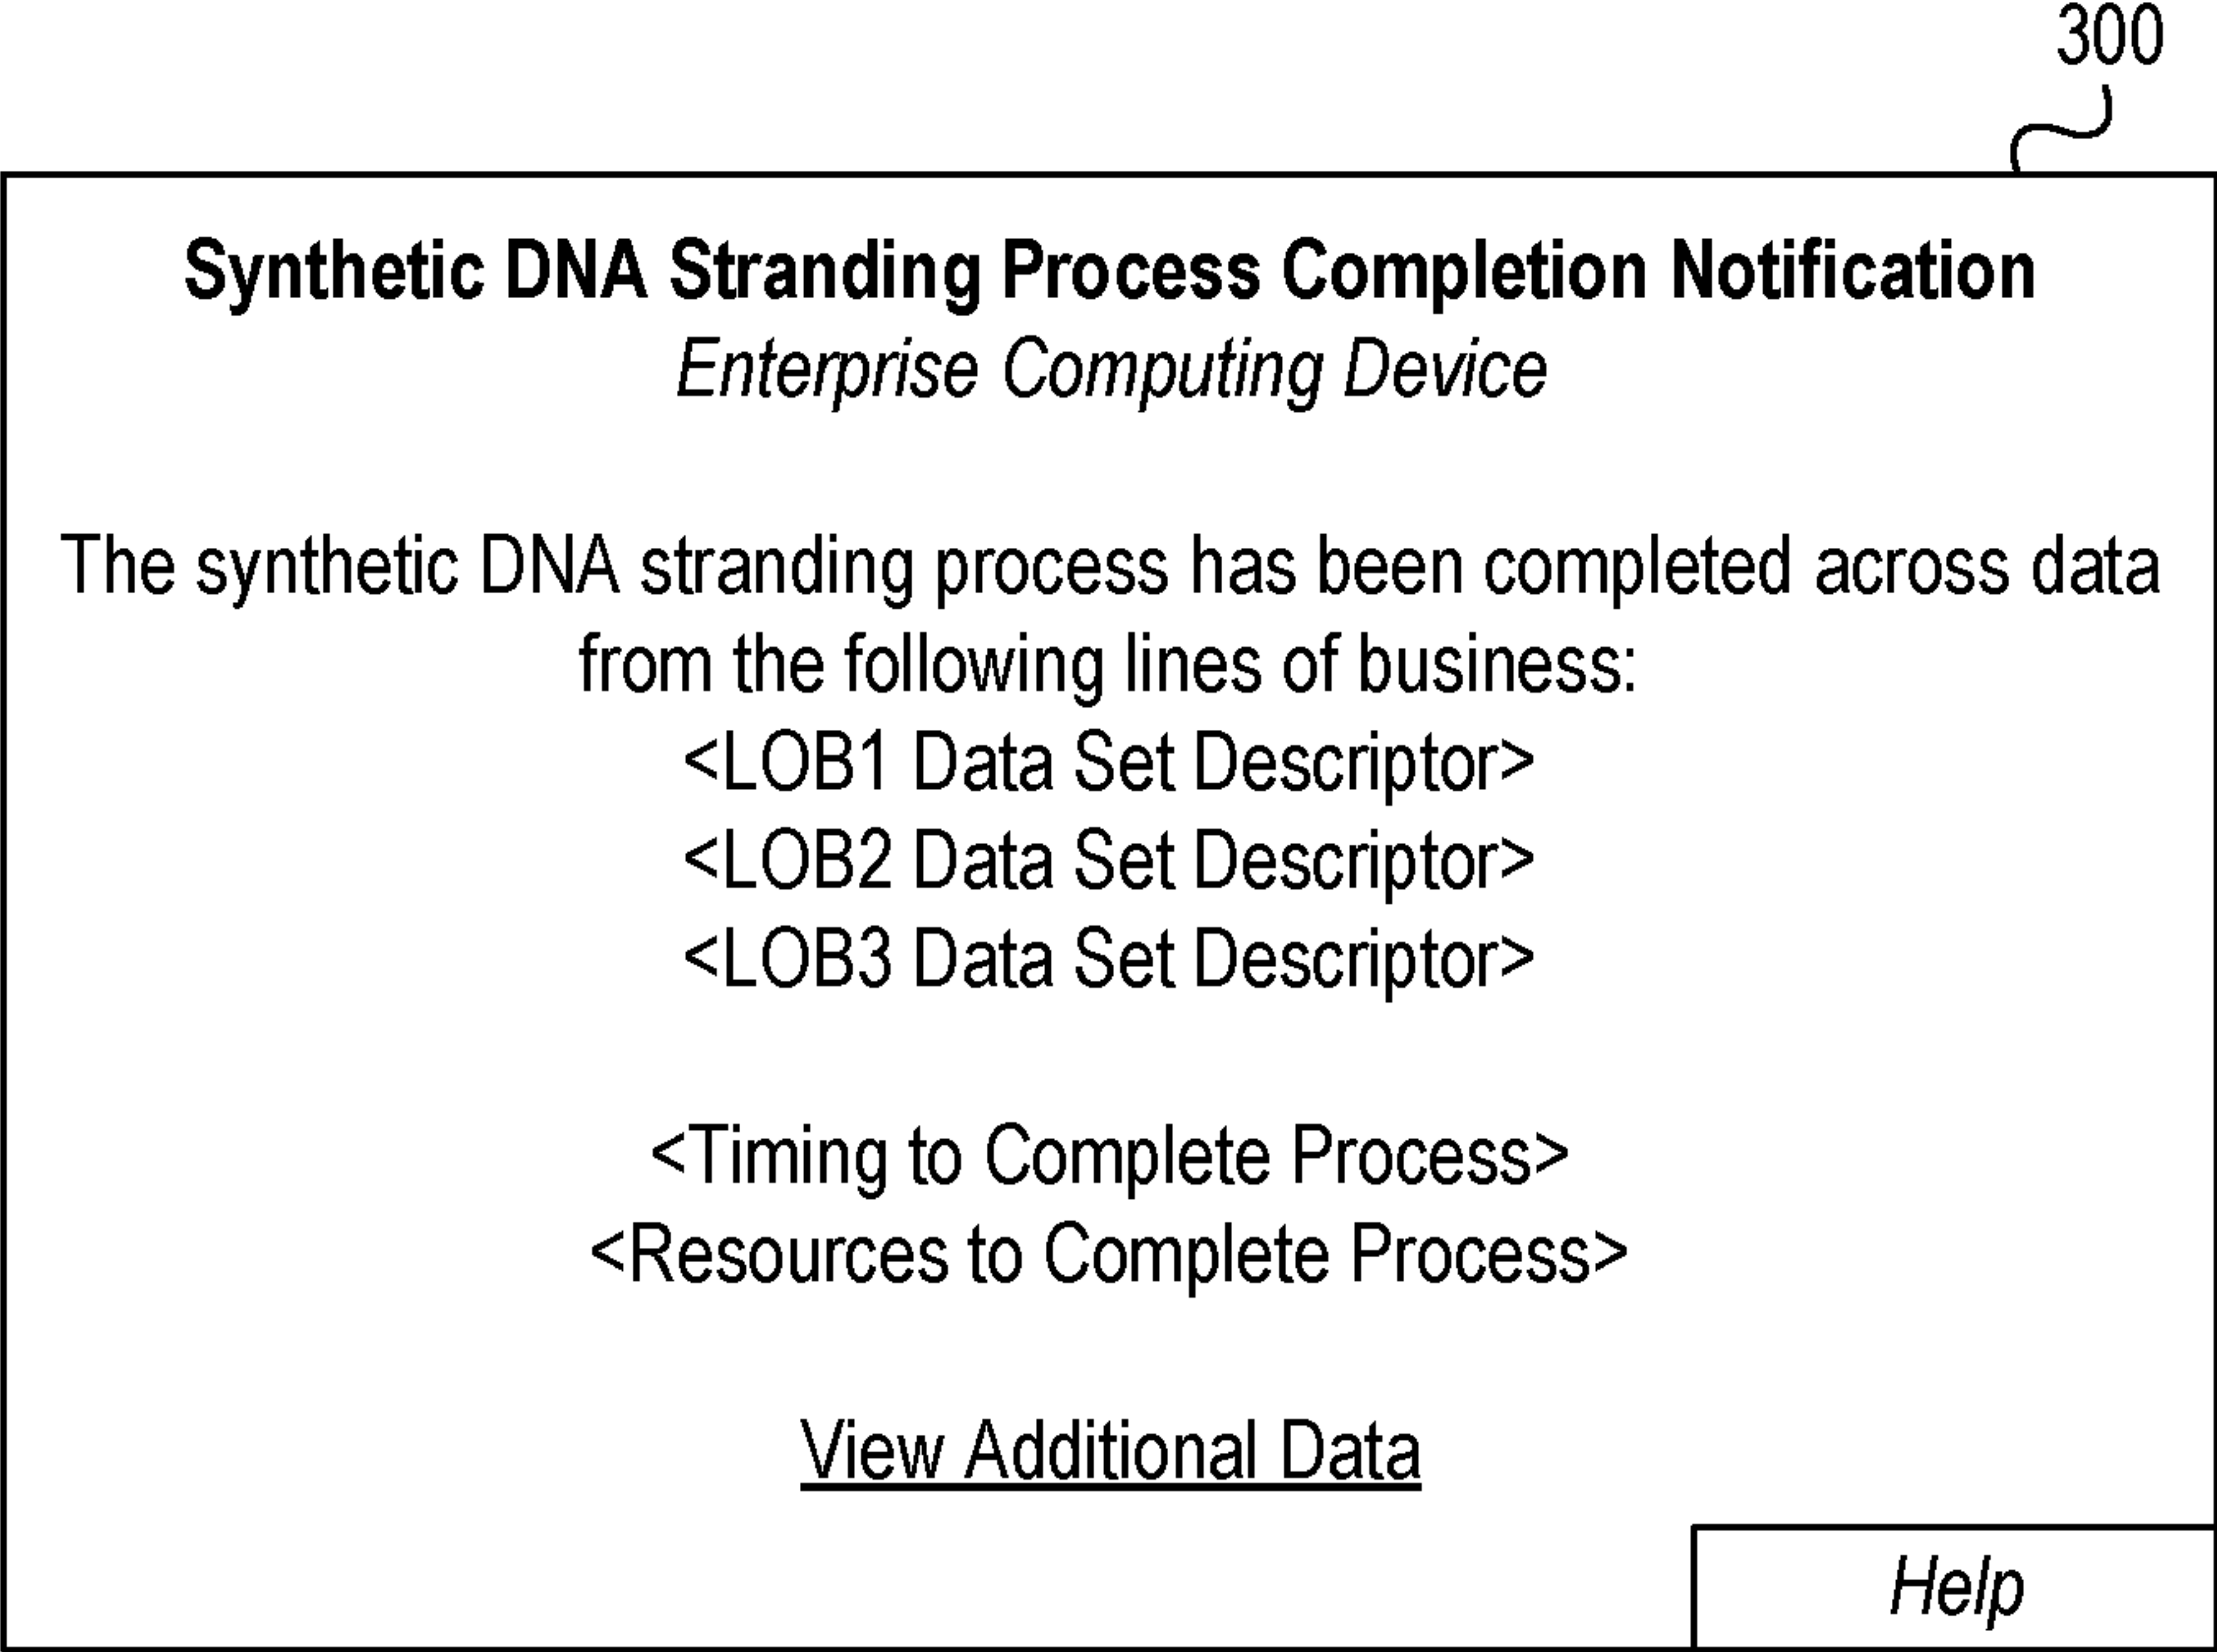 300
Synthetic DNA Stranding Process Completion Notification
Enterprise Computing Device
The synthetic DNA stranding process has been completed across data
from the following lines of business:
<LOB1 Data Set Descriptor>
<LOB2 Data Set Descriptor>
<LOB3 Data Set Descriptor>
<Timing to Complete Process>
<Resources to Complete Process>
View Additional Data
Help